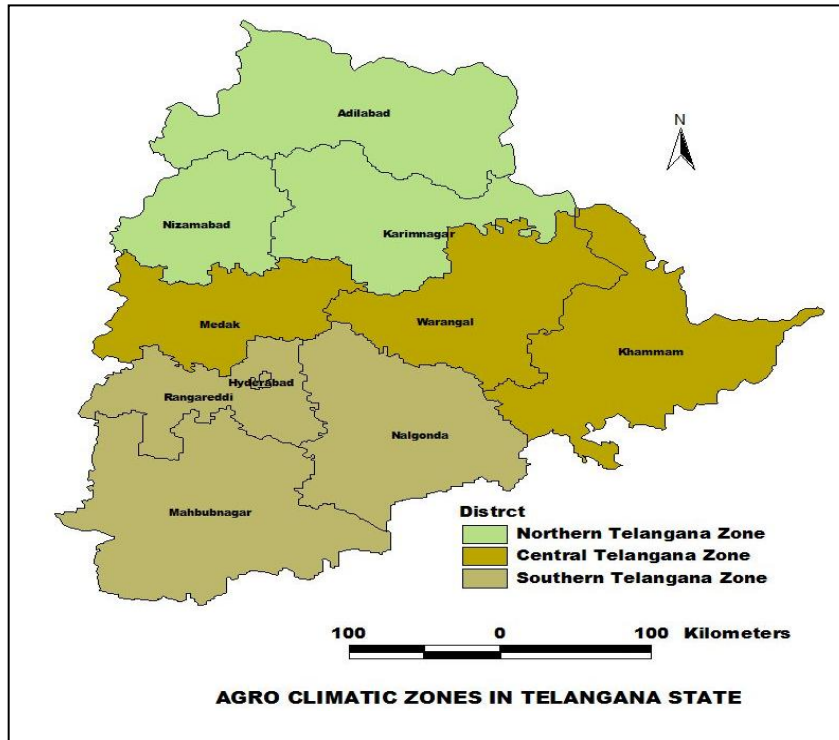 Adilabad
N
Nizamabad
Karimnagar
Medak
Warangal
Khammam
Hyderabad
Rangareddi
Nalgonda
Mahbubnagar
Distrct
Northern Telangana Zone
Central Telangana Zone
Southern Telangana Zone
100 0 100 Kilometers
AGRO CLIMATIC ZONES IN TELANGANA STATE